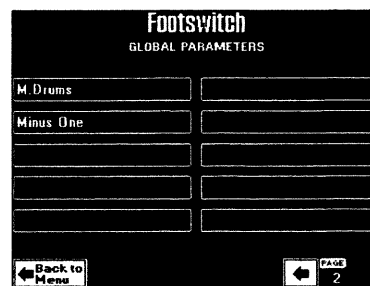 Footswitch
GLOBAL PARAMETERS
M.Drums
Minus One
Back to
Menu
PAGE
2